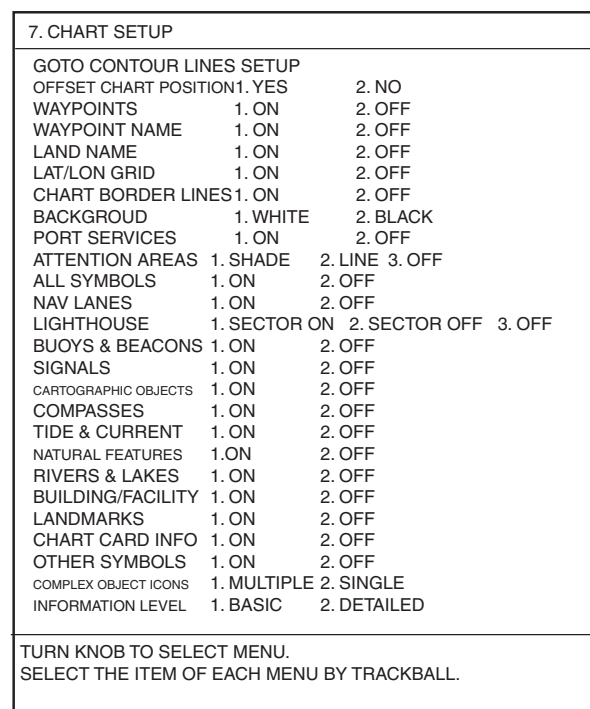 7. CHART SETUP
GOTO CONTOUR LINES SETUP
OFFSET CHART POSITION 1. YES 2. NO
WAYPOINTS 1. ON 2. OFF
WAYPOINT NAME 1. ON 2. OFF
LAND NAME 1. ON 2. OFF
LAT/LON GRID 1. ON 2. OFF
CHART BORDER LINES 1. ON 2. OFF
BACKGROUD 1. WHITE 2. BLACK
PORT SERVICES 1. ON 2. OFF
ATTENTION AREAS 1. SHADE 2. LINE 3. OFF
ALL SYMBOLS 1. ON 2. OFF
NAV LANES 1. ON 2. OFF
LIGHTHOUSE 1. SECTOR ON 2. SECTOR OFF 3. OFF
BUOYS & BEACONS 1. ON 2. OFF
SIGNALS 1. ON 2. OFF
CARTOGRAPHIC OBJECTS 1. ON 2. OFF
COMPASSES 1. ON 2. OFF
TIDE & CURRENT 1. ON 2. OFF
NATURAL FEATURES 1.ON 2. OFF
RIVERS & LAKES 1. ON 2. OFF
BUILDING/FACILITY 1. ON 2. OFF
LANDMARKS 1. ON 2. OFF
CHART CARD INFO 1. ON 2. OFF
OTHER SYMBOLS 1. ON 2. OFF
COMPLEX OBJECT ICONS 1. MULTIPLE 2. SINGLE
INFORMATION LEVEL 1. BASIC 2. DETAILED
TURN KNOB TO SELECT MENU.
SELECT THE ITEM OF EACH MENU BY TRACKBALL.